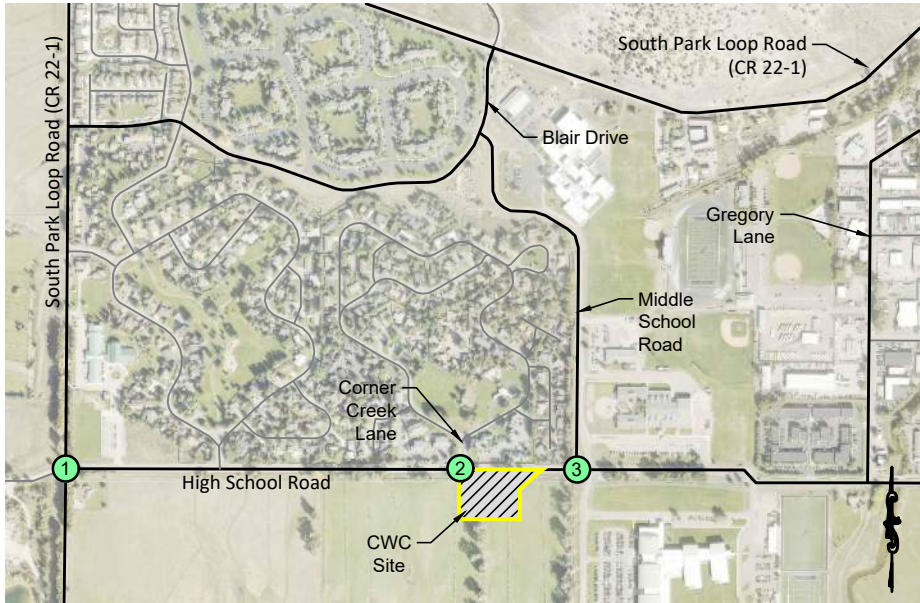 South Park Loop Road
(CR 22-1)
Blair Drive
South Park Loop Road (CR 22-1)
Gregory
Lane
Middle
School
Road
Corner
Creek
Lane
1
2
3
High School Road
CWC
Site